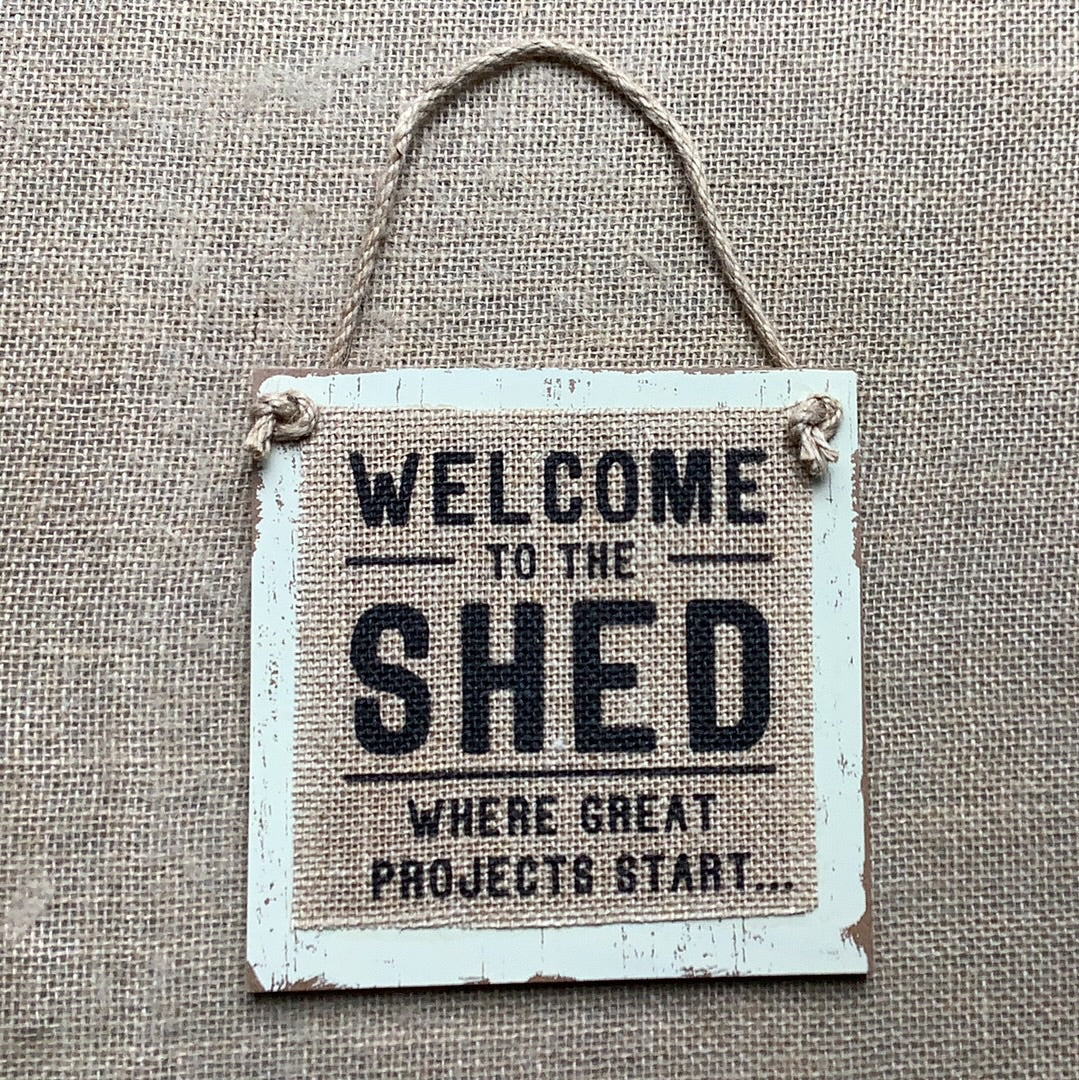 WELCOME
TO THE
SHED
WHERE GREAT
PROJECTS START...